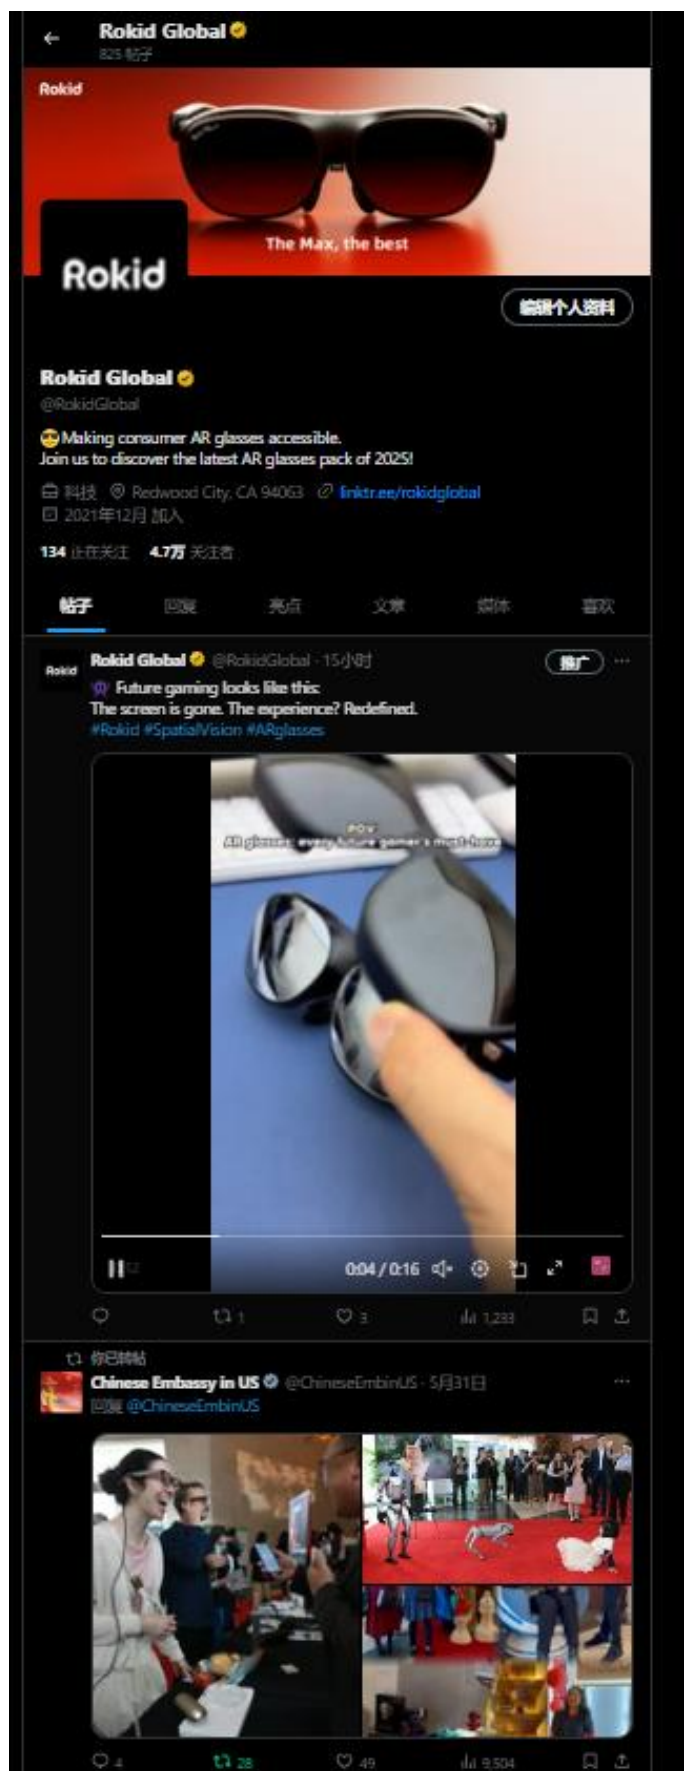 Rokid Global
825 帖子
Rokid
The Max, the best
Rokid
编辑个人资料
Rokid Global
@RokidGlobal
Making consumer AR glasses accessible.
Join us to discover the latest AR glasses pack of 2025!
科技 Redwood City, CA 94063 linktr.ee/rokidglobal
2021年12月 加入
134 正在关注 4.7万 关注者
帖子 回复 亮点 文章 媒体 喜欢
Rokid
Rokid Global @RokidGlobal · 15小时 推广
Future gaming looks like this:
The screen is gone. The experience? Redefined.
#Rokid #SpatialVision #ARglasses
POV
AR glasses: every future gamer's must-have
0:04 / 0:16
1 3 1,233
你已转帖
Chinese Embassy in US @ChineseEmbinUS · 5月31日
回复 @ChineseEmbinUS
4 28 49 9,504